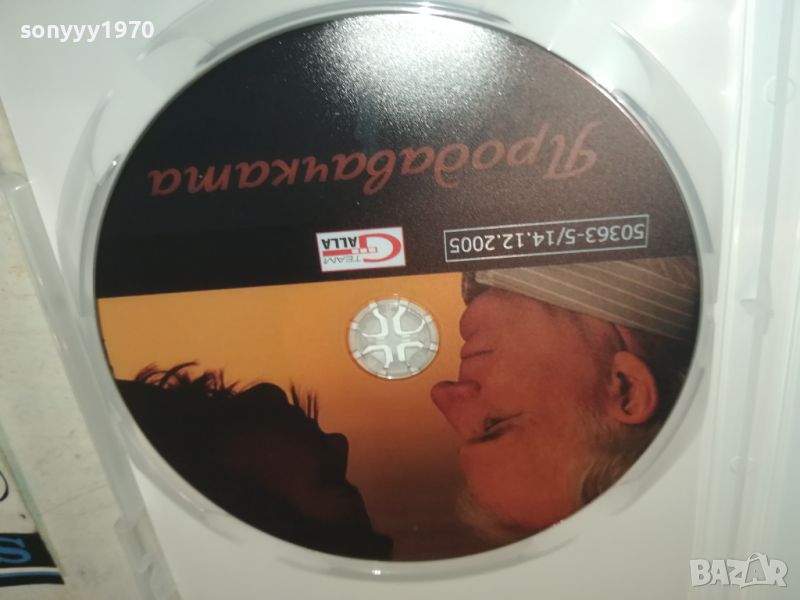 sonyyy1970
Продавачката
50363-5/14.12.2005
TEAM
GALLA
S
BAZAR